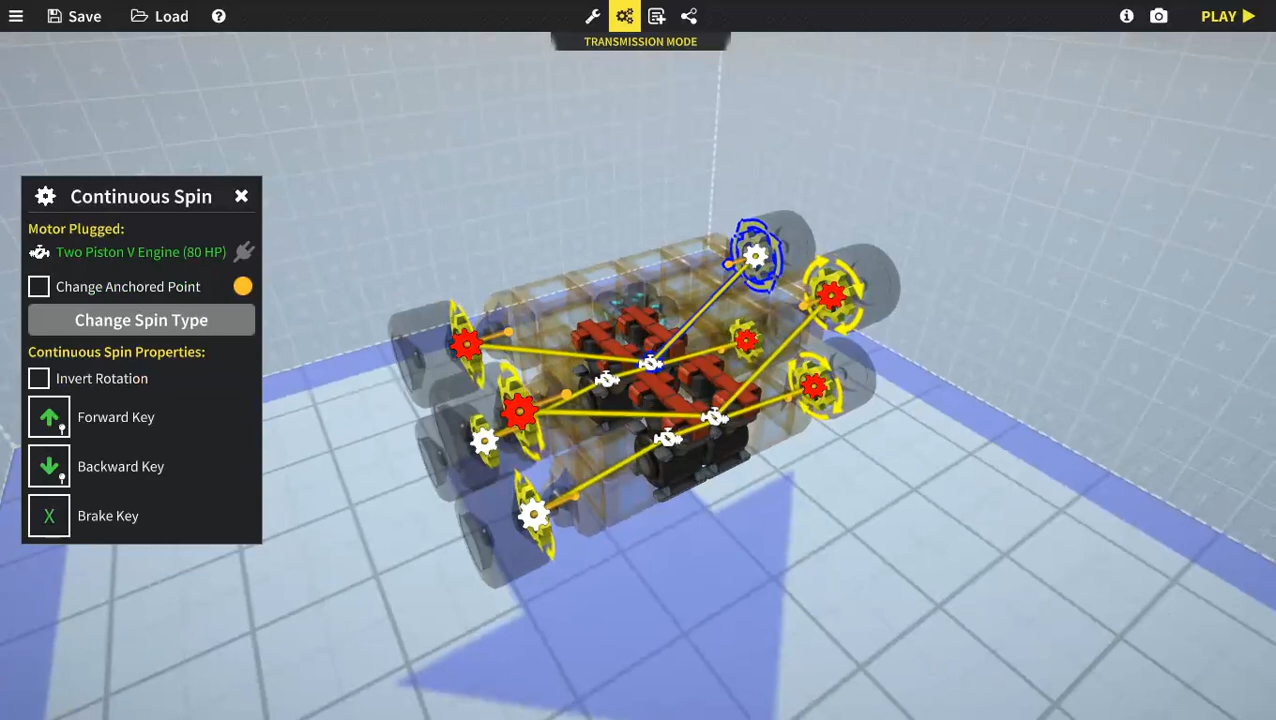 Save
Load
?
PLAY
TRANSMISSION MODE
Continuous Spin
Motor Plugged:
Two Piston V Engine (80 HP)
Change Anchored Point
Change Spin Type
Continuous Spin Properties:
Invert Rotation
Forward Key
Backward Key
X Brake Key